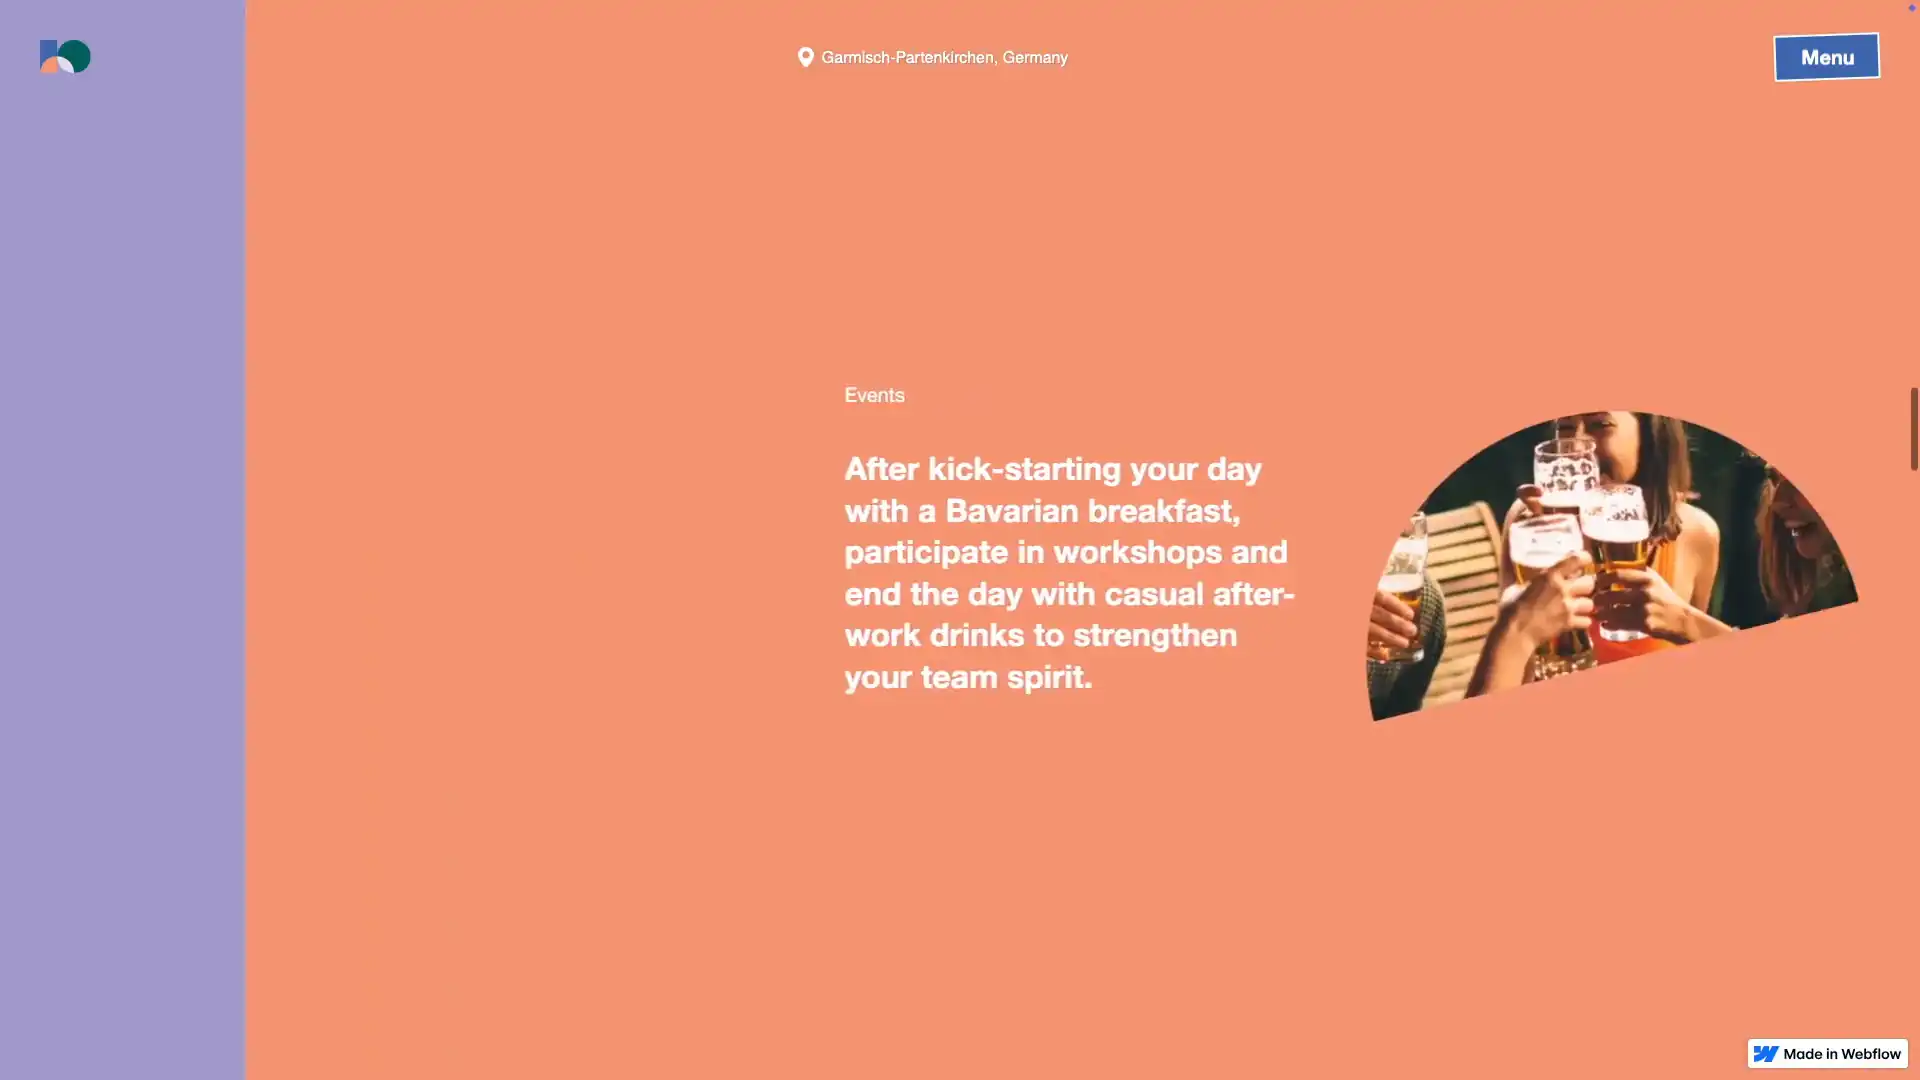 Garmisch-Partenkirchen, Germany
Menu
Events
After kick-starting your day
with a Bavarian breakfast,
participate in workshops and
end the day with casual after-
work drinks to strengthen
your team spirit.
Made in Webflow